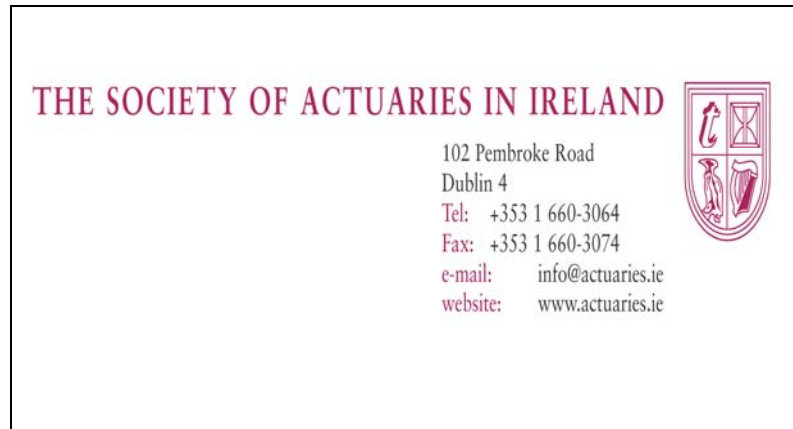 THE SOCIETY OF ACTUARIES IN IRELAND
102 Pembroke Road
Dublin 4
Tel: +353 1 660-3064
Fax: +353 1 660-3074
e-mail: info@actuaries.ie
website: www.actuaries.ie